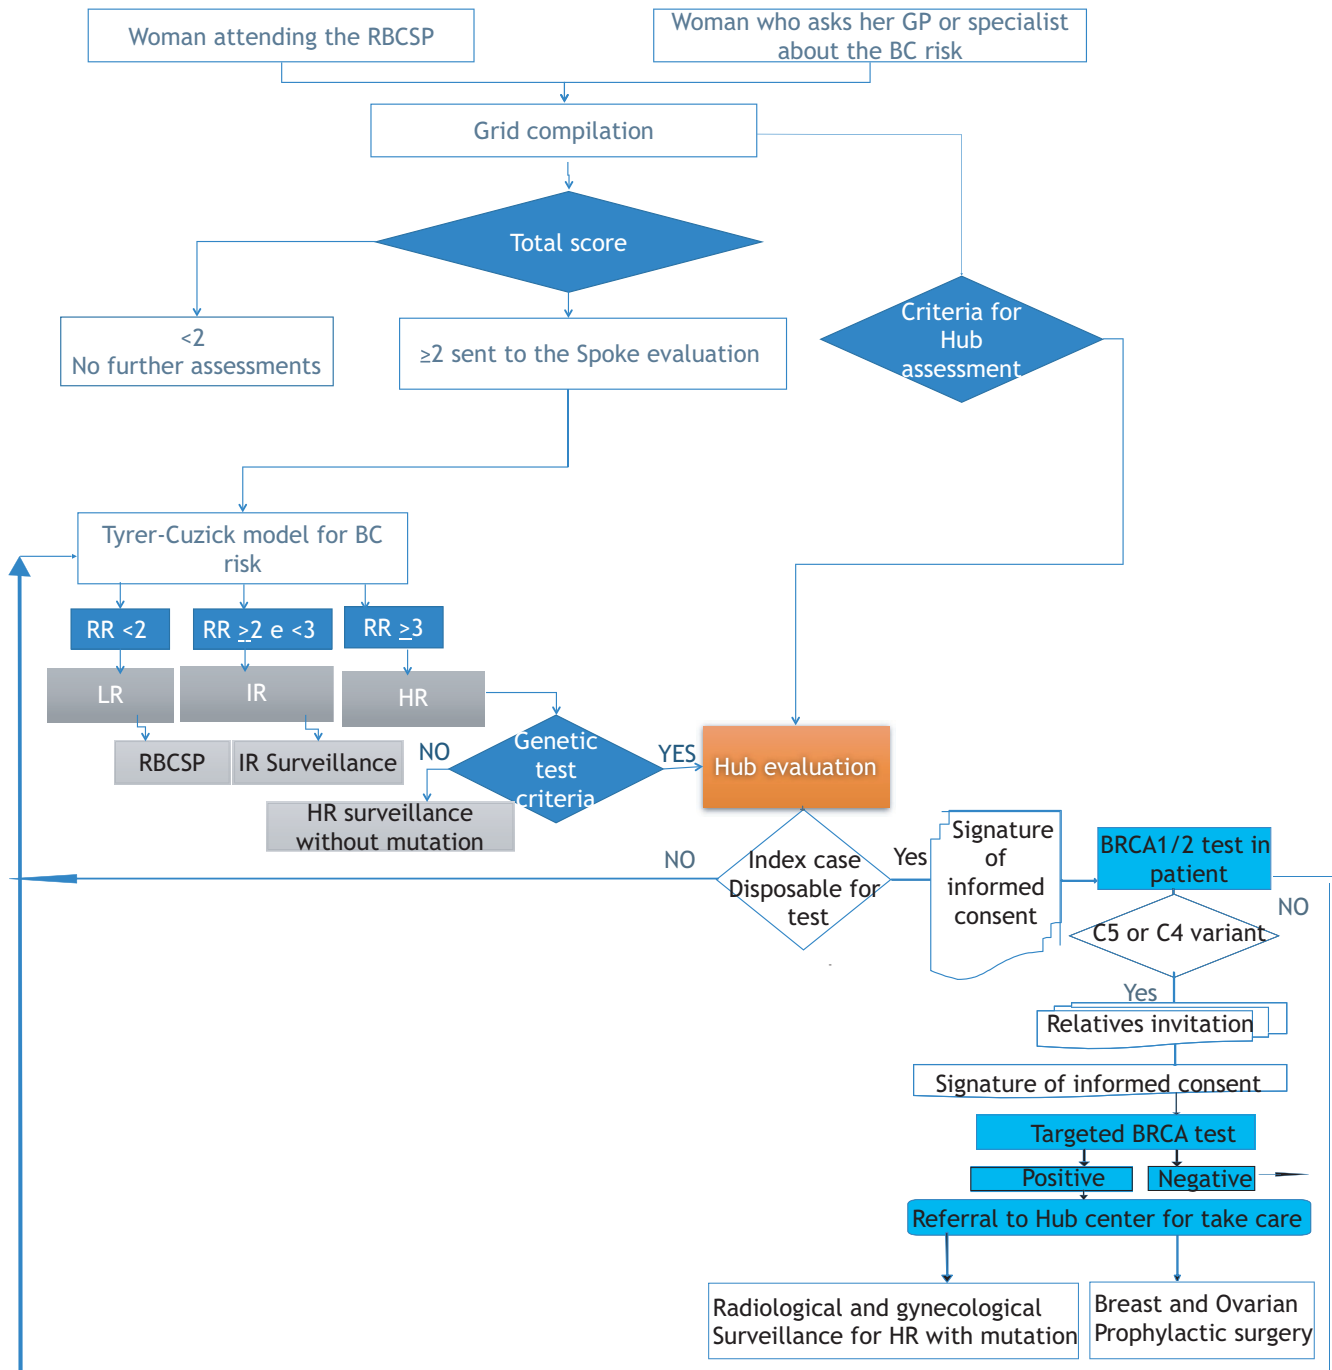 Woman attending the RBCSP
Woman who asks her GP or specialist
about the BC risk
Grid compilation
Total score
<2
No further assessments
≥2 sent to the Spoke evaluation
Criteria for
Hub
assessment
Tyrer-Cuzick model for BC
risk
RR <2
RR ≥2 e <3
RR ≥3
LR
IR
HR
RBCSP
IR Surveillance
Genetic
test
criteria
NO
YES
HR surveillance
without mutation
Hub evaluation
Index case
Disposable for
test
NO
Yes
Signature
of
informed
consent
BRCA1/2 test in
patient
NO
C5 or C4 variant
Yes
Relatives invitation
Signature of informed consent
Targeted BRCA test
Positive
Negative
Referral to Hub center for take care
Radiological and gynecological
Surveillance for HR with mutation
Breast and Ovarian
Prophylactic surgery